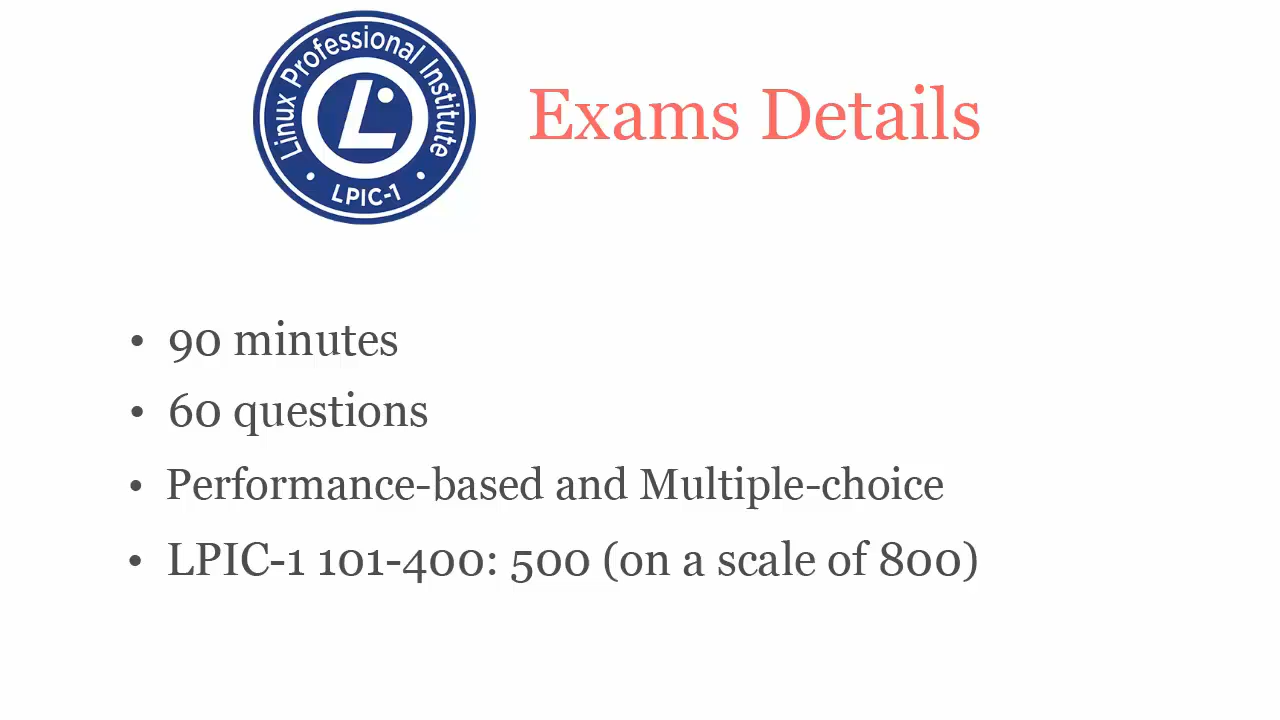 Linux Professional Institute
LPIC-1
Exams Details
• 90 minutes
• 60 questions
• Performance-based and Multiple-choice
• LPIC-1 101-400: 500 (on a scale of 800)